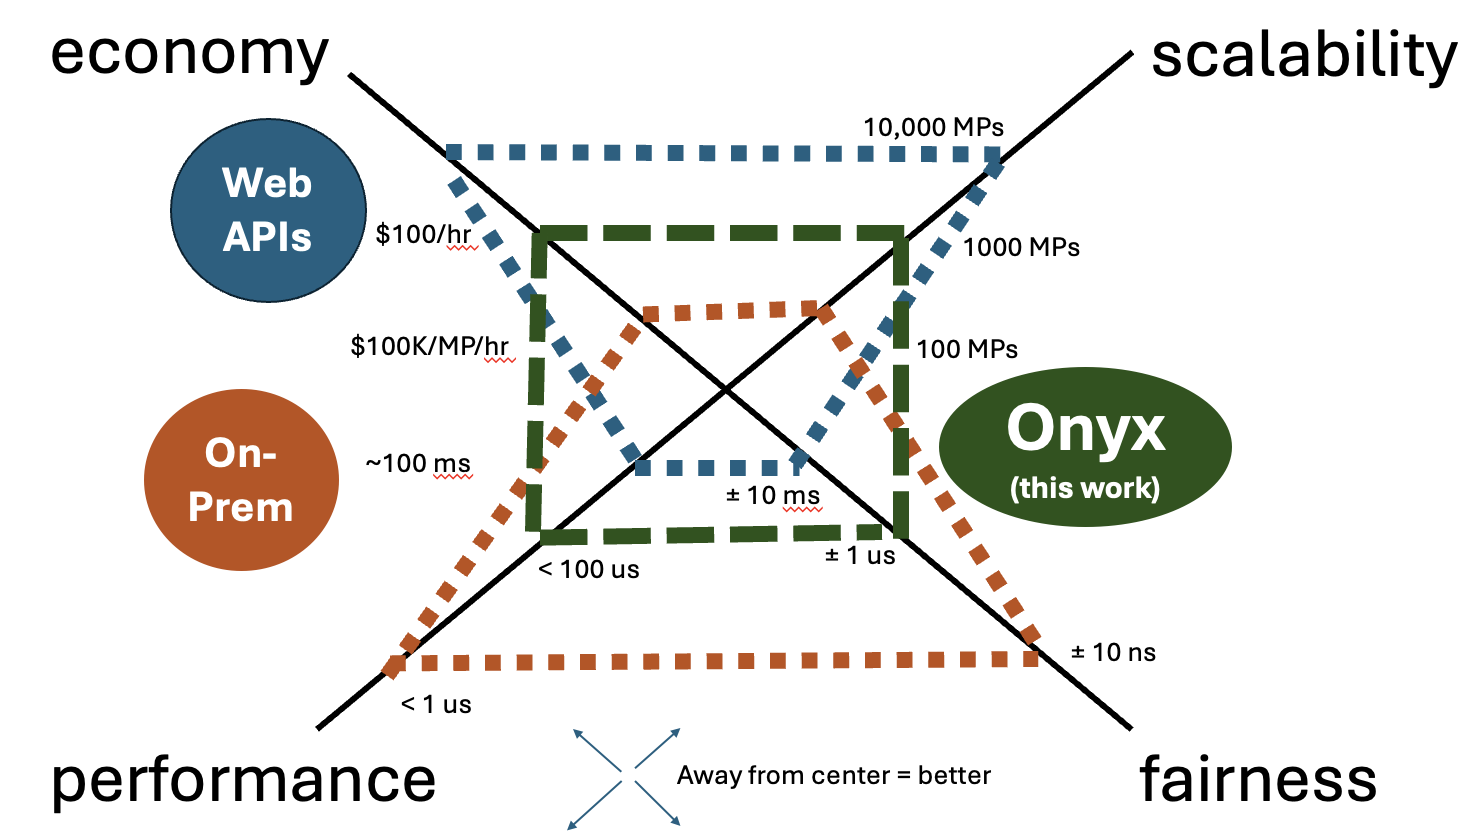 economy
scalability
10,000 MPs
Web
APIs
$100/hr
1000 MPs
$100K/MP/hr
100 MPs
Onyx
(this work)
On-
Prem
~100 ms
± 10 ms
± 1 us
< 100 us
± 10 ns
< 1 us
performance
Away from center = better
fairness